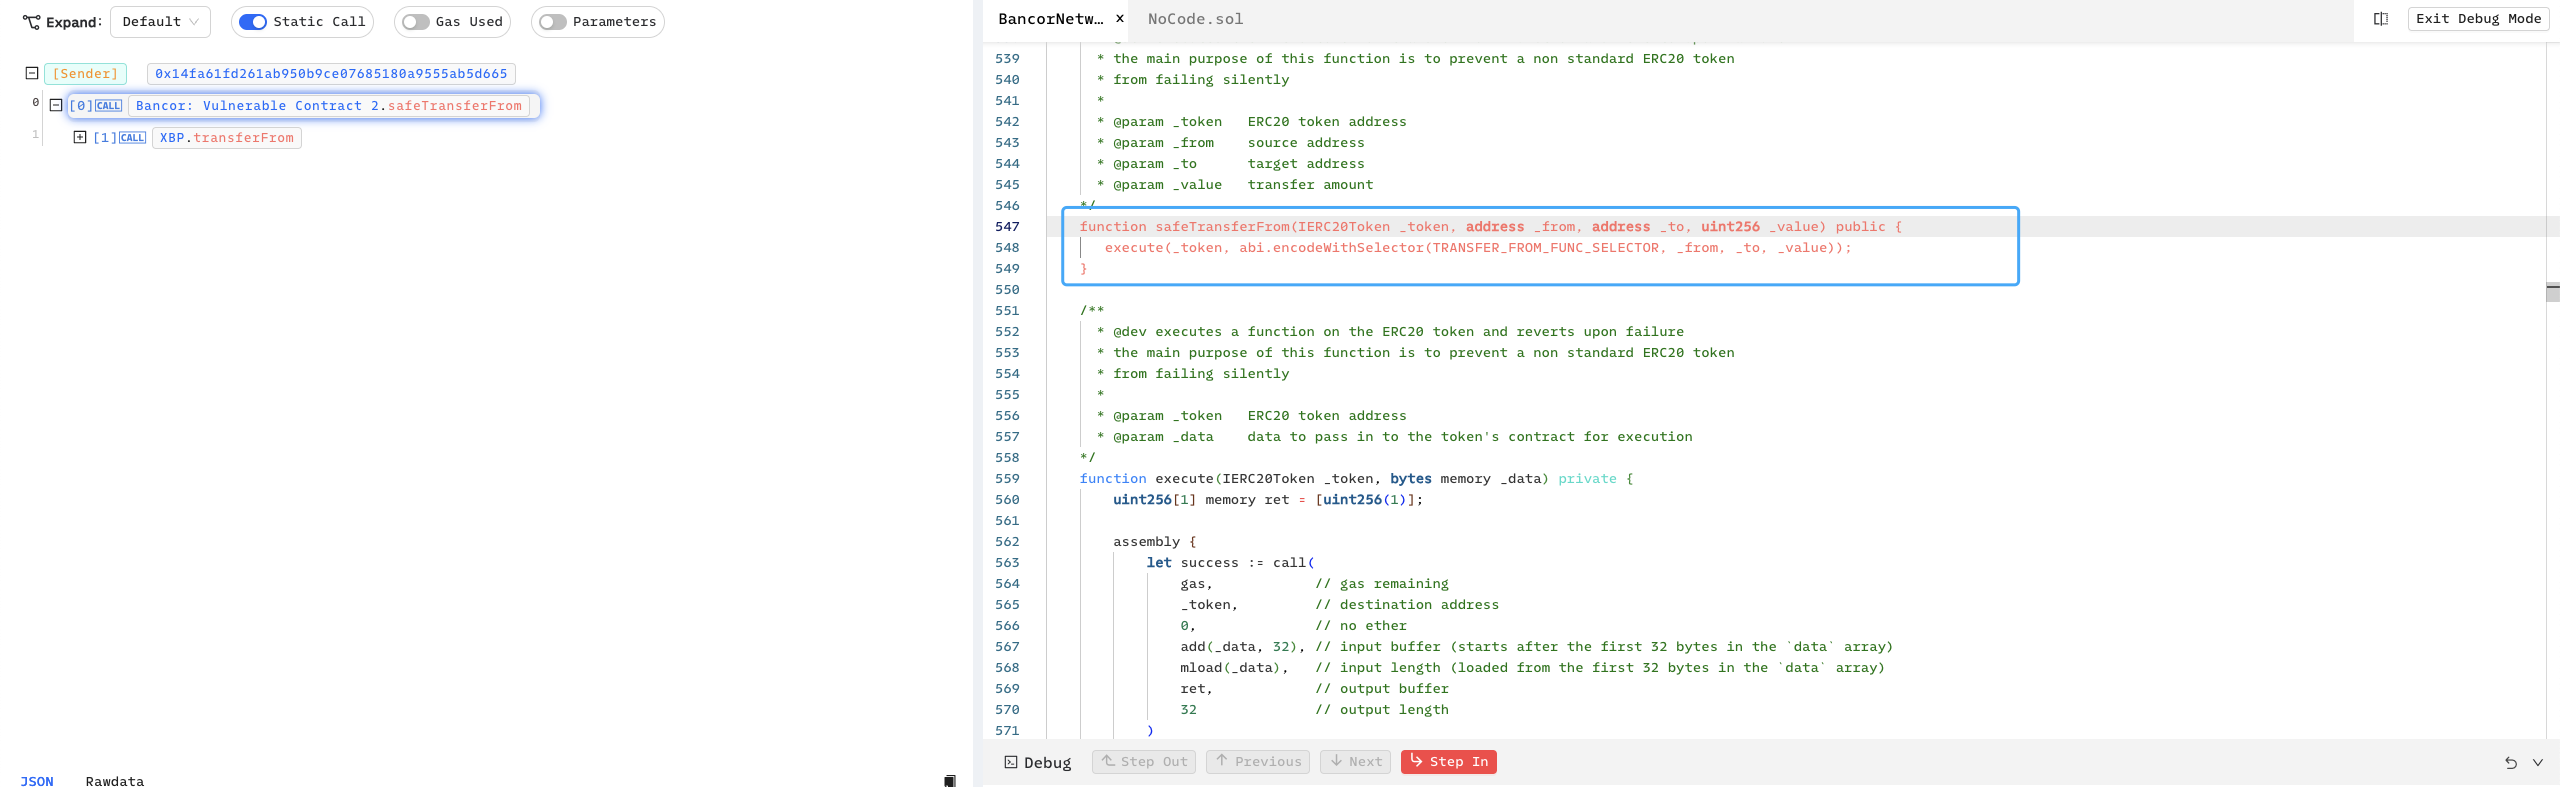 Expand: Default Static Call Gas Used Parameters
[Sender] 0x14fa61fd261ab950b9ce07685180a9555ab5d665
0 [0] CALL Bancor: Vulnerable Contract 2.safeTransferFrom
1 [1] CALL XBP.transferFrom
JSON Rawdata
BancorNetw... × NoCode.sol Exit Debug Mode
539 * the main purpose of this function is to prevent a non standard ERC20 token
540 * from failing silently
541 *
542 * @param _token ERC20 token address
543 * @param _from source address
544 * @param _to target address
545 * @param _value transfer amount
546 */
547 function safeTransferFrom(IERC20Token _token, address _from, address _to, uint256 _value) public {
548 execute(_token, abi.encodeWithSelector(TRANSFER_FROM_FUNC_SELECTOR, _from, _to, _value));
549 }
550
551 /**
552 * @dev executes a function on the ERC20 token and reverts upon failure
553 * the main purpose of this function is to prevent a non standard ERC20 token
554 * from failing silently
555 *
556 * @param _token ERC20 token address
557 * @param _data data to pass in to the token's contract for execution
558 */
559 function execute(IERC20Token _token, bytes memory _data) private {
560 uint256[1] memory ret = [uint256(1)];
561
562 assembly {
563 let success := call(
564 gas, // gas remaining
565 _token, // destination address
566 0, // no ether
567 add(_data, 32), // input buffer (starts after the first 32 bytes in the `data` array)
568 mload(_data), // input length (loaded from the first 32 bytes in the `data` array)
569 ret, // output buffer
570 32 // output length
571 )
Debug Step Out Previous Next Step In